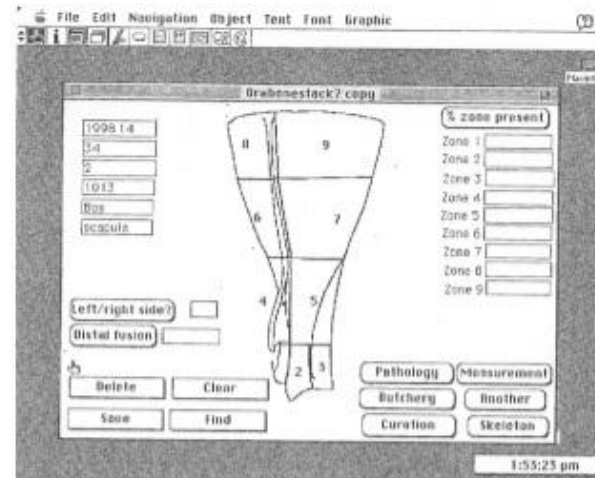 File Edit Navigation Object Text Font Graphic
Orabonestack? copy
1998.14
34
2
1013
Bos
scapula
8
9
6
7
4
5
2
3
% zone present
Zone 1
Zone 2
Zone 3
Zone 4
Zone 5
Zone 6
Zone 7
Zone 8
Zone 9
Left/right side?
Distal fusion
Delete
Clear
Save
Find
Pathology
Measurement
Butchery
Another
Curation
Skeleton
1:53:23 pm